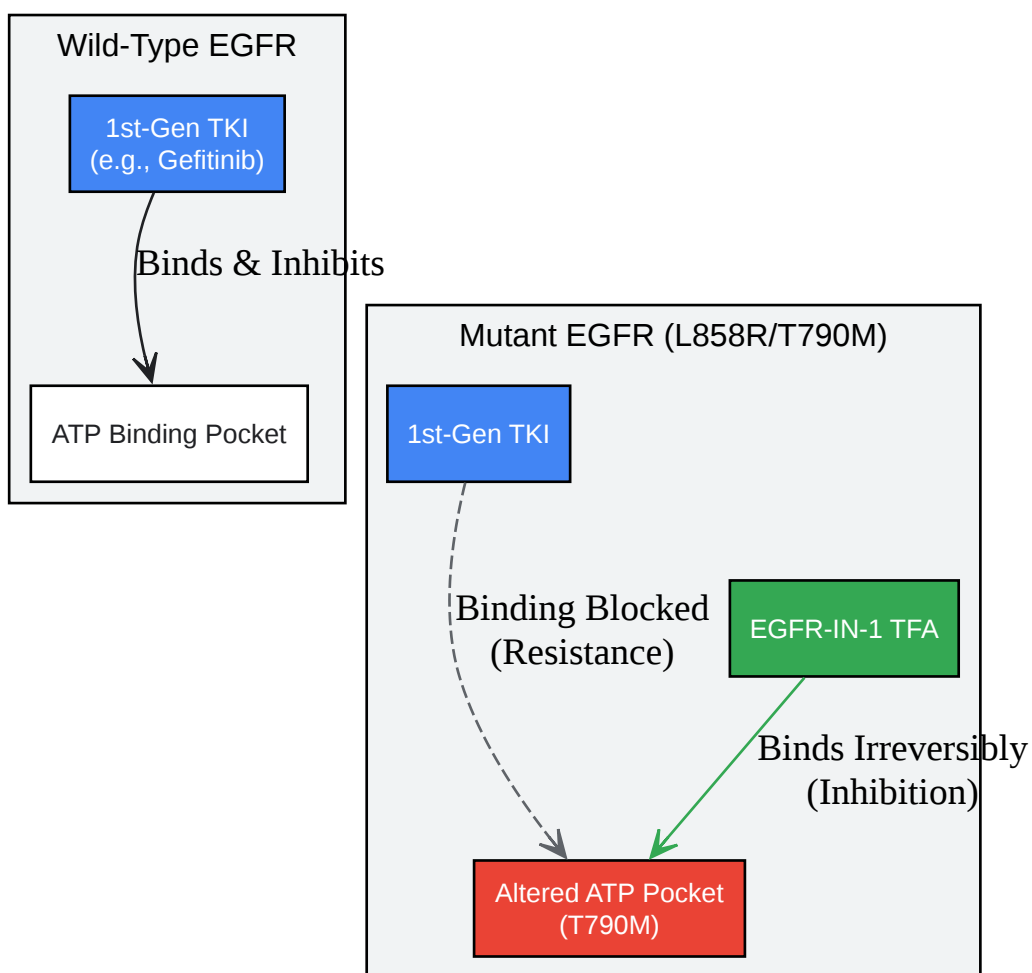 Wild-Type EGFR
1st-Gen TKI
(e.g., Gefitinib)
Binds & Inhibits
ATP Binding Pocket
Mutant EGFR (L858R/T790M)
1st-Gen TKI
Binding Blocked
(Resistance)
EGFR-IN-1 TFA
Binds Irreversibly
(Inhibition)
Altered ATP Pocket
(T790M)